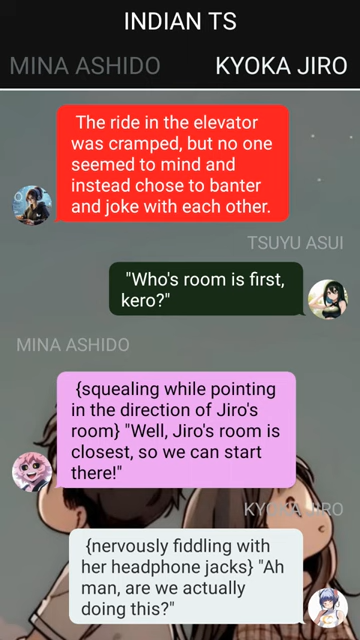 INDIAN TS
MINA ASHIDO
KYOKA JIRO
The ride in the elevator
was cramped, but no one
seemed to mind and
instead chose to banter
and joke with each other.
TSUYU ASUI
"Who's room is first,
kero?"
MINA ASHIDO
{squealing while pointing
in the direction of Jiro's
room} "Well, Jiro's room is
closest, so we can start
there!"
KYOKA JIRO
{nervously fiddling with
her headphone jacks} "Ah
man, are we actually
doing this?"